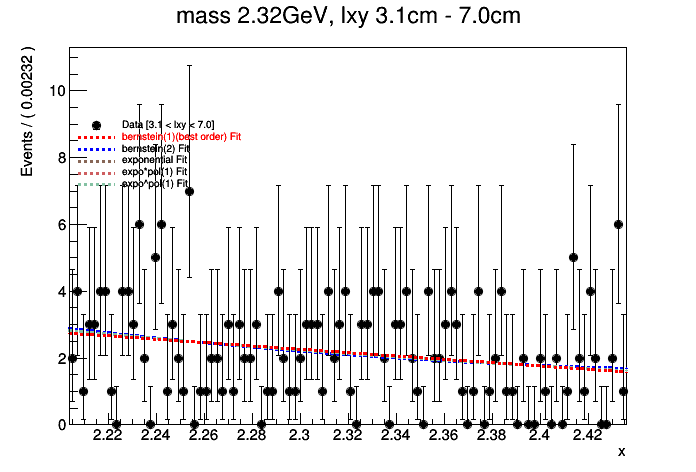 mass 2.32GeV, lxy 3.1cm - 7.0cm
Events / ( 0.00232 )
10
8
6
4
2
0
Data [3.1 < lxy < 7.0]
bernstein(1)(best order) Fit
bernstein(2) Fit
exponential Fit
expo*pol(1) Fit
expo^pol(1) Fit
2.22 2.24 2.26 2.28 2.3 2.32 2.34 2.36 2.38 2.4 2.42
x